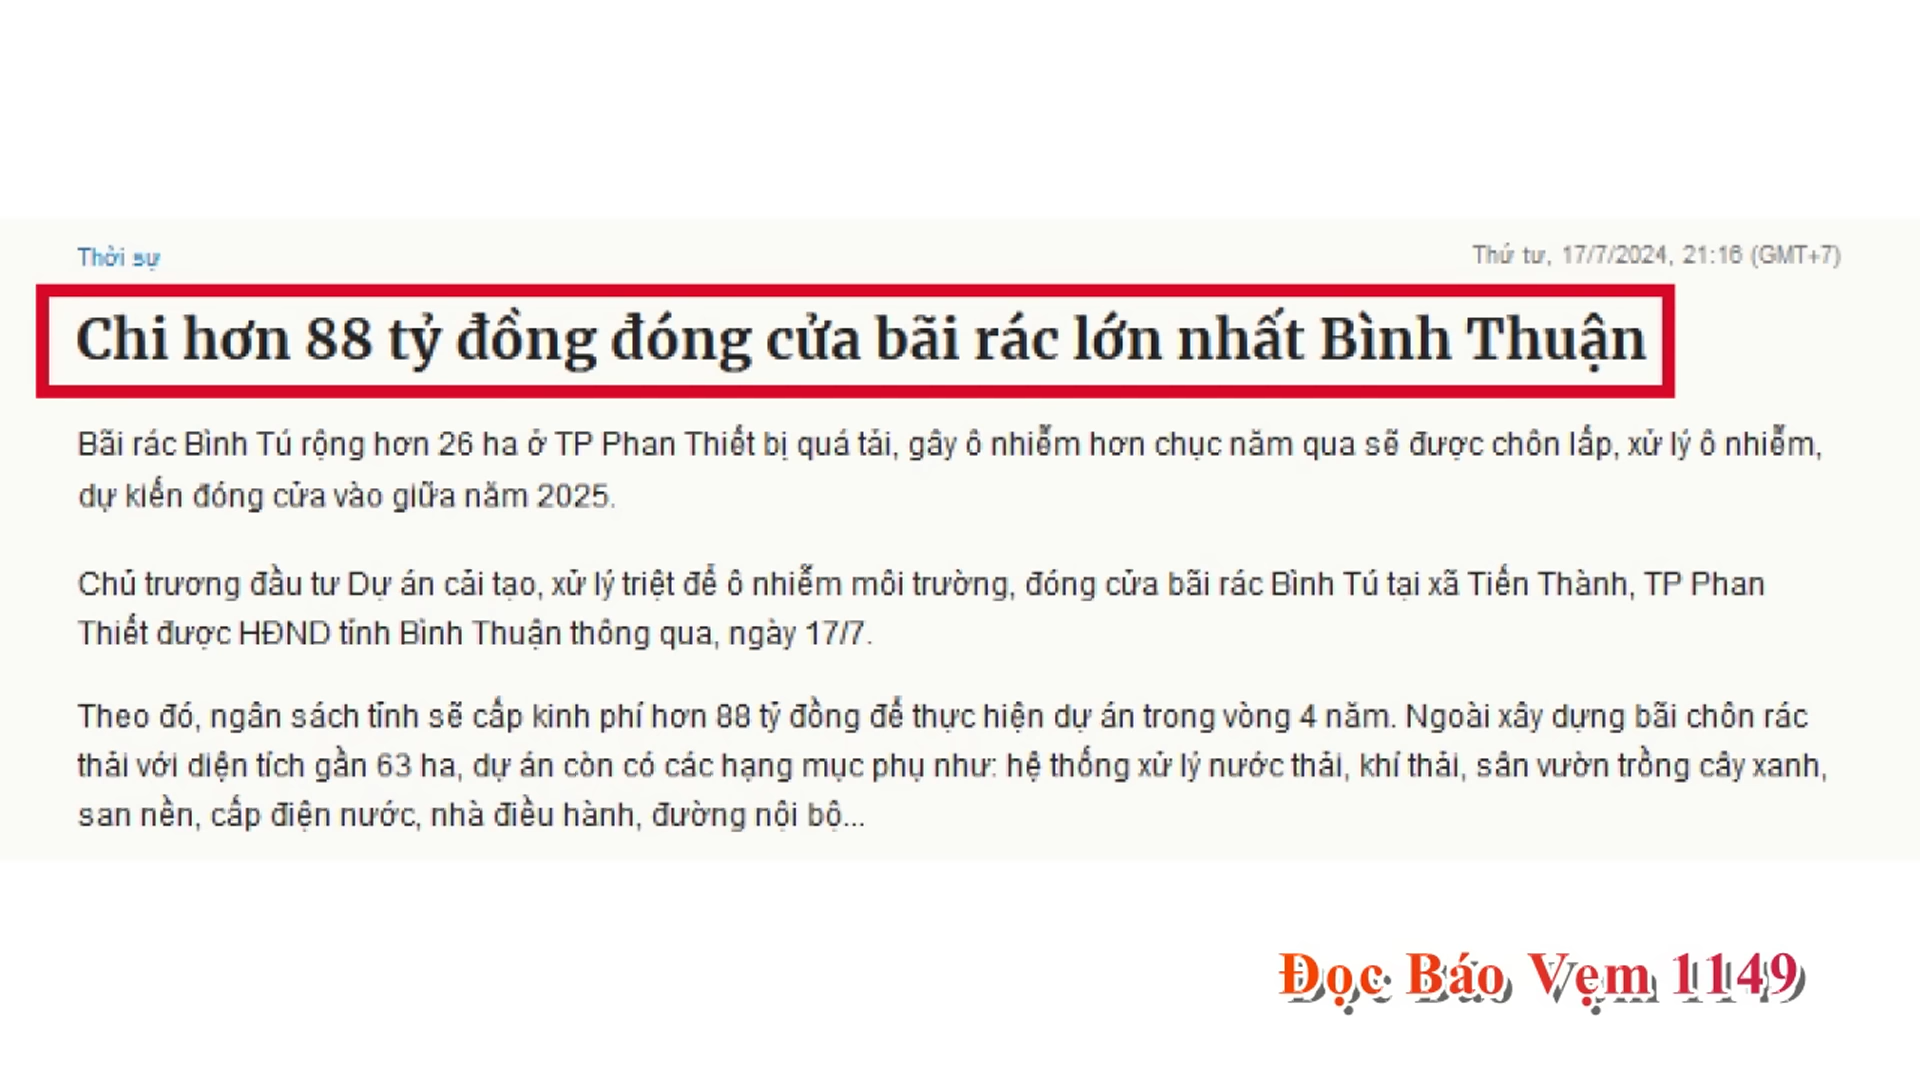 Thời sự
Thứ tư, 17/7/2024, 21:16 (GMT+7)
Chi hơn 88 tỷ đồng đóng cửa bãi rác lớn nhất Bình Thuận
Bãi rác Bình Tú rộng hơn 26 ha ở TP Phan Thiết bị quá tải, gây ô nhiễm hơn chục năm qua sẽ được chôn lấp, xử lý ô nhiễm,
dự kiến đóng cửa vào giữa năm 2025.
Chủ trương đầu tư Dự án cải tạo, xử lý triệt để ô nhiễm môi trường, đóng cửa bãi rác Bình Tú tại xã Tiến Thành, TP Phan
Thiết được HĐND tỉnh Bình Thuận thông qua, ngày 17/7.
Theo đó, ngân sách tỉnh sẽ cấp kinh phí hơn 88 tỷ đồng để thực hiện dự án trong vòng 4 năm. Ngoài xây dựng bãi chôn rác
thải với diện tích gần 63 ha, dự án còn có các hạng mục phụ như: hệ thống xử lý nước thải, khí thải, sân vườn trồng cây xanh,
san nền, cấp điện nước, nhà điều hành, đường nội bộ...
Đọc Báo Vẹm 1149